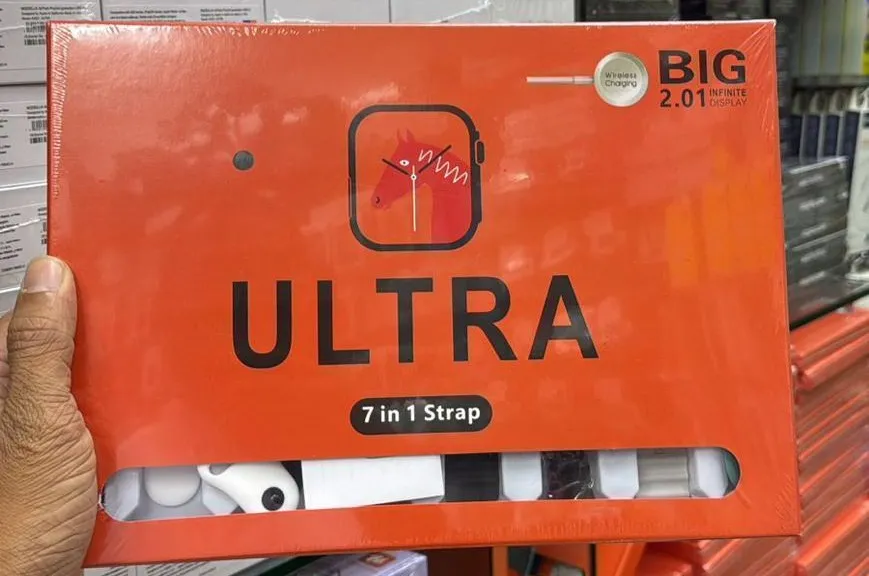 Wireless
Charging
BIG
2.01 INFINITE
DISPLAY
ULTRA
7 in 1 Strap